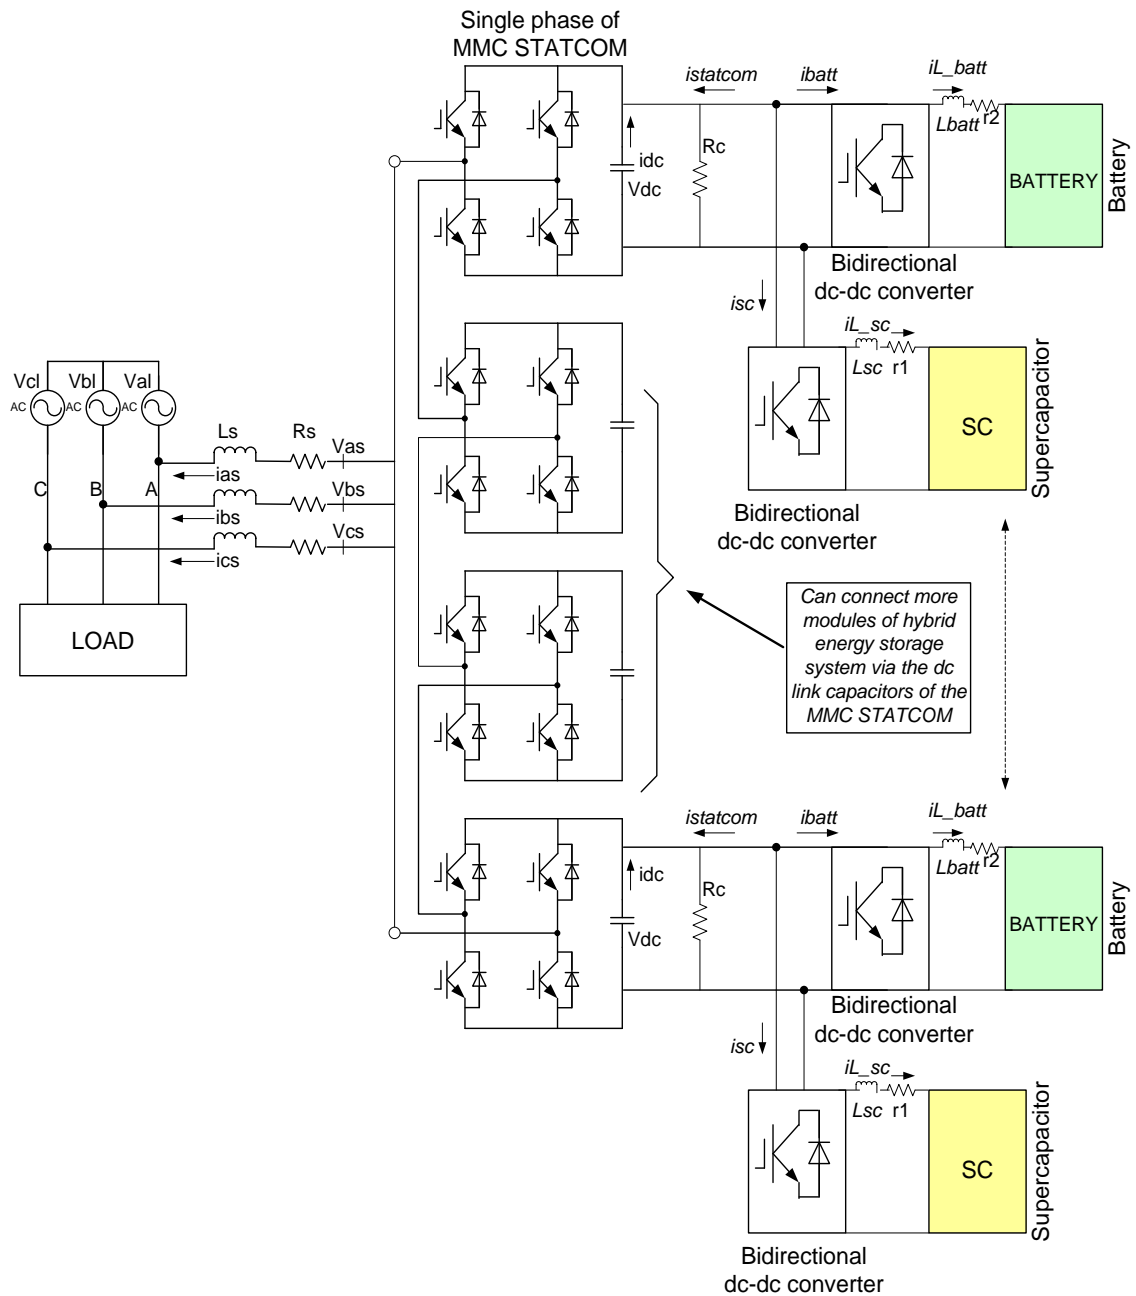 Single phase of
MMC STATCOM
istatcom
ibatt
iL_batt
Lbatt
r2
Rc
idc
Vdc
BATTERY
Battery
Bidirectional
dc-dc converter
isc
iL_sc
Lsc
r1
SC
Supercapacitor
Bidirectional
dc-dc converter
Vcl
Vbl
Val
AC
AC
AC
Ls
Rs
Vas
ias
C
B
A
Vbs
ibs
Vcs
ics
LOAD
Can connect more
modules of hybrid
energy storage
system via the dc
link capacitors of the
MMC STATCOM
istatcom
ibatt
iL_batt
Lbatt
r2
Rc
idc
Vdc
BATTERY
Battery
Bidirectional
dc-dc converter
isc
iL_sc
Lsc
r1
SC
Supercapacitor
Bidirectional
dc-dc converter